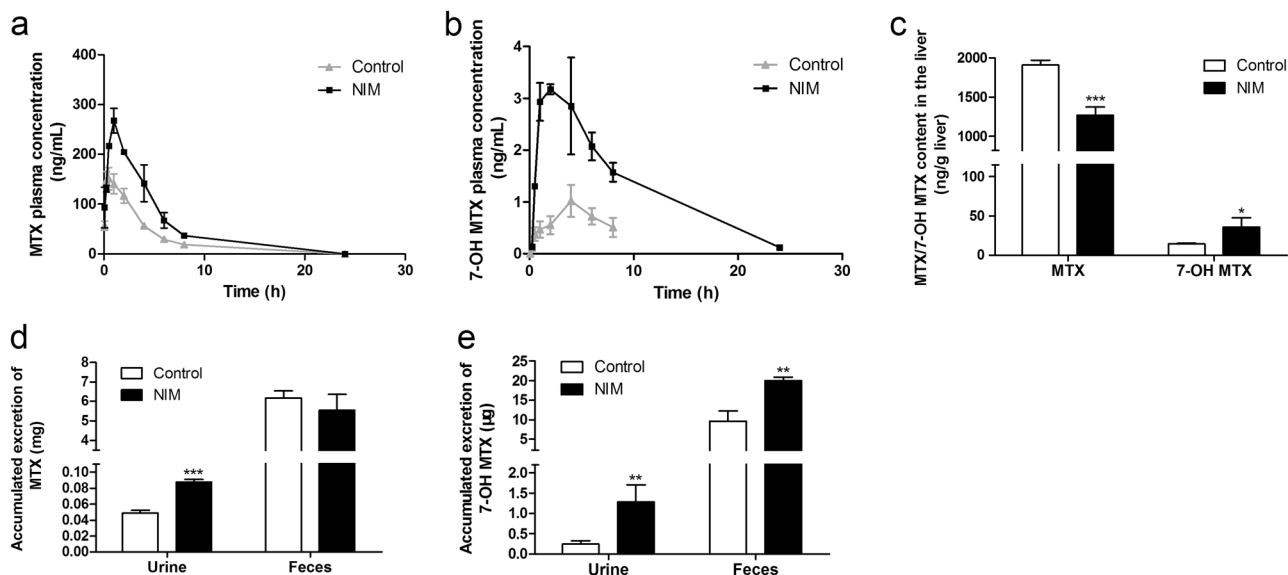 a
MTX plasma concentration
(ng/mL)
400
300
200
100
0
0
10
20
30
Time (h)
Control
NIM
b
7-OH MTX plasma concentration
(ng/mL)
4
3
2
1
0
0
10
20
30
Time (h)
Control
NIM
c
MTX/7-OH MTX content in the liver
(ng/g liver)
2000
1500
1000
100
50
0
***
*
MTX
7-OH MTX
Control
NIM
d
Accumulated excretion of
MTX (mg)
8
7
6
5
4
0.10
0.08
0.06
0.04
0.02
0.00
***
Urine
Feces
Control
NIM
e
Accumulated excretion of
7-OH MTX (µg)
25
20
15
10
5
2.0
1.5
1.0
0.5
0.0
**
**
Urine
Feces
Control
NIM